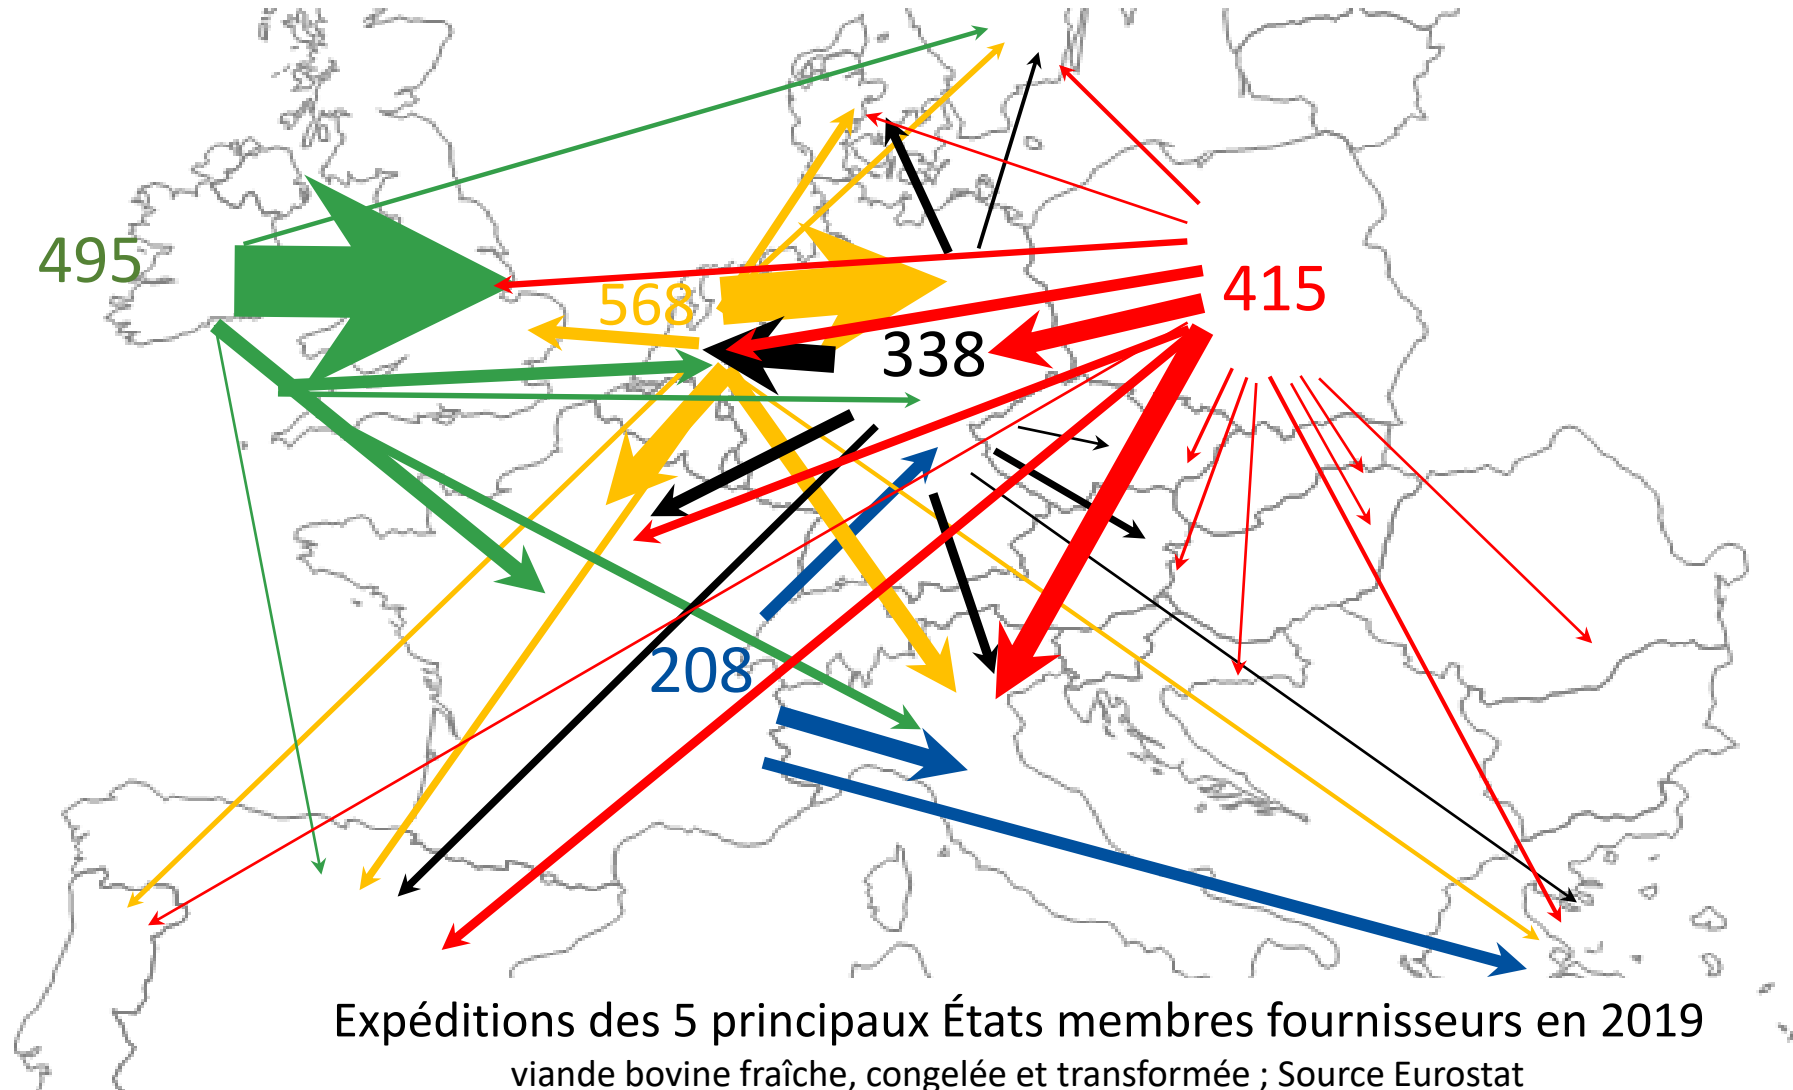 495
568
415
338
208
Expéditions des 5 principaux États membres fournisseurs en 2019
viande bovine fraîche, congelée et transformée ; Source Eurostat